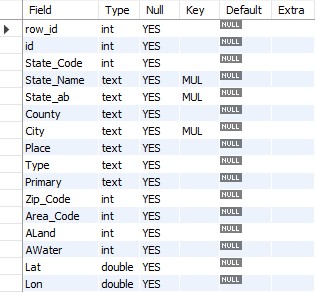 Field Type Null Key Default Extra
row_id int YES NULL
id int YES NULL
State_Code int YES NULL
State_Name text YES MUL NULL
State_ab text YES MUL NULL
County text YES NULL
City text YES MUL NULL
Place text YES NULL
Type text YES NULL
Primary text YES NULL
Zip_Code int YES NULL
Area_Code int YES NULL
ALand int YES NULL
AWater int YES NULL
Lat double YES NULL
Lon double YES NULL